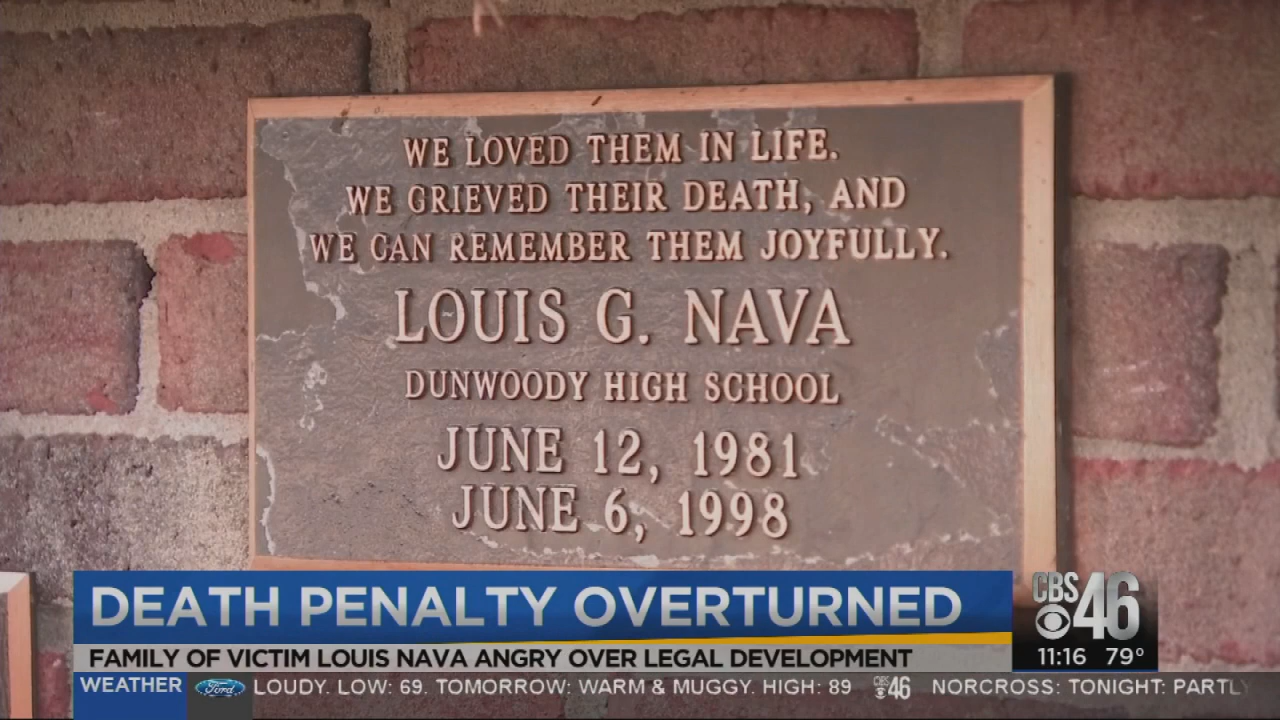 WE LOVED THEM IN LIFE.
WE GRIEVED THEIR DEATH, AND
WE CAN REMEMBER THEM JOYFULLY.
LOUIS G. NAVA
DUNWOODY HIGH SCHOOL
JUNE 12, 1981
JUNE 6, 1998
DEATH PENALTY OVERTURNED
FAMILY OF VICTIM LOUIS NAVA ANGRY OVER LEGAL DEVELOPMENT
CBS 46
11:16 79°
WEATHER Ford LOUDY. LOW: 69. TOMORROW: WARM & MUGGY. HIGH: 89 CBS 46 NORCROSS: TONIGHT: PARTLY